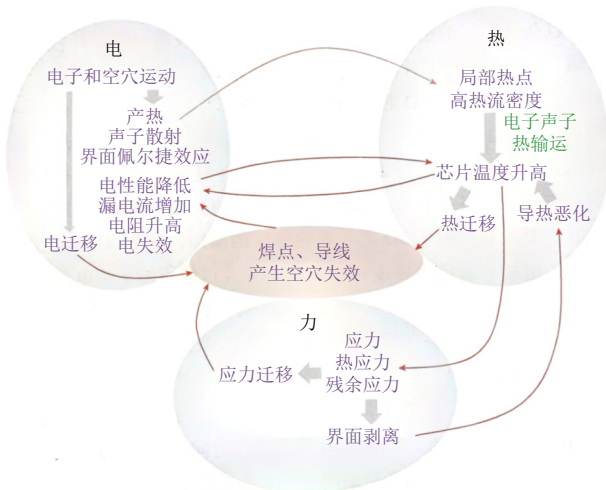 电
电子和空穴运动
产热
声子散射
界面佩尔捷效应
电性能降低
漏电流增加
电阻升高
电失效
电迁移
热
局部热点
高热流密度
电子声子
热输运
芯片温度升高
热迁移
导热恶化
焊点、导线
产生空穴失效
力
应力
热应力
残余应力
应力迁移
界面剥离